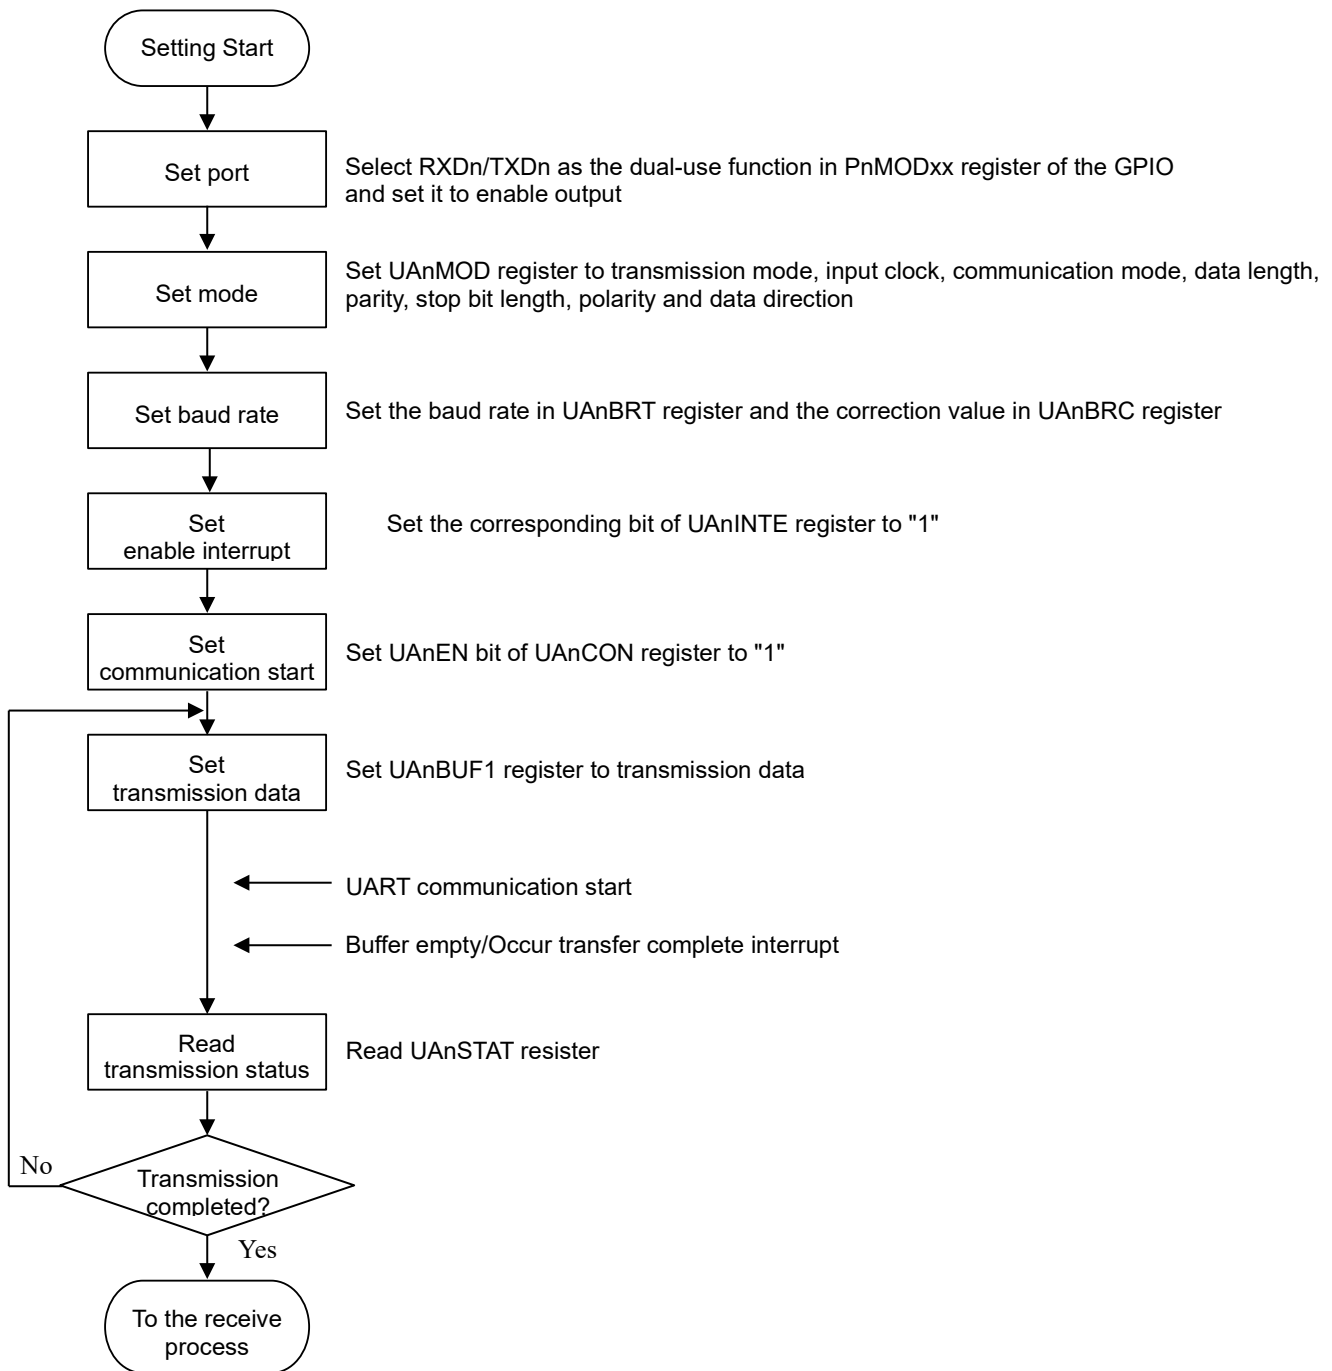 Setting Start
Set port
Select RXDn/TXDn as the dual-use function in PnMODxx register of the GPIO
and set it to enable output
Set mode
Set UAnMOD register to transmission mode, input clock, communication mode, data length,
parity, stop bit length, polarity and data direction
Set baud rate
Set the baud rate in UAnBRT register and the correction value in UAnBRC register
Set
enable interrupt
Set the corresponding bit of UAnINTE register to "1"
Set
communication start
Set UAnEN bit of UAnCON register to "1"
Set
transmission data
Set UAnBUF1 register to transmission data
UART communication start
Buffer empty/Occur transfer complete interrupt
Read
transmission status
Read UAnSTAT resister
No
Transmission
completed?
Yes
To the receive
process